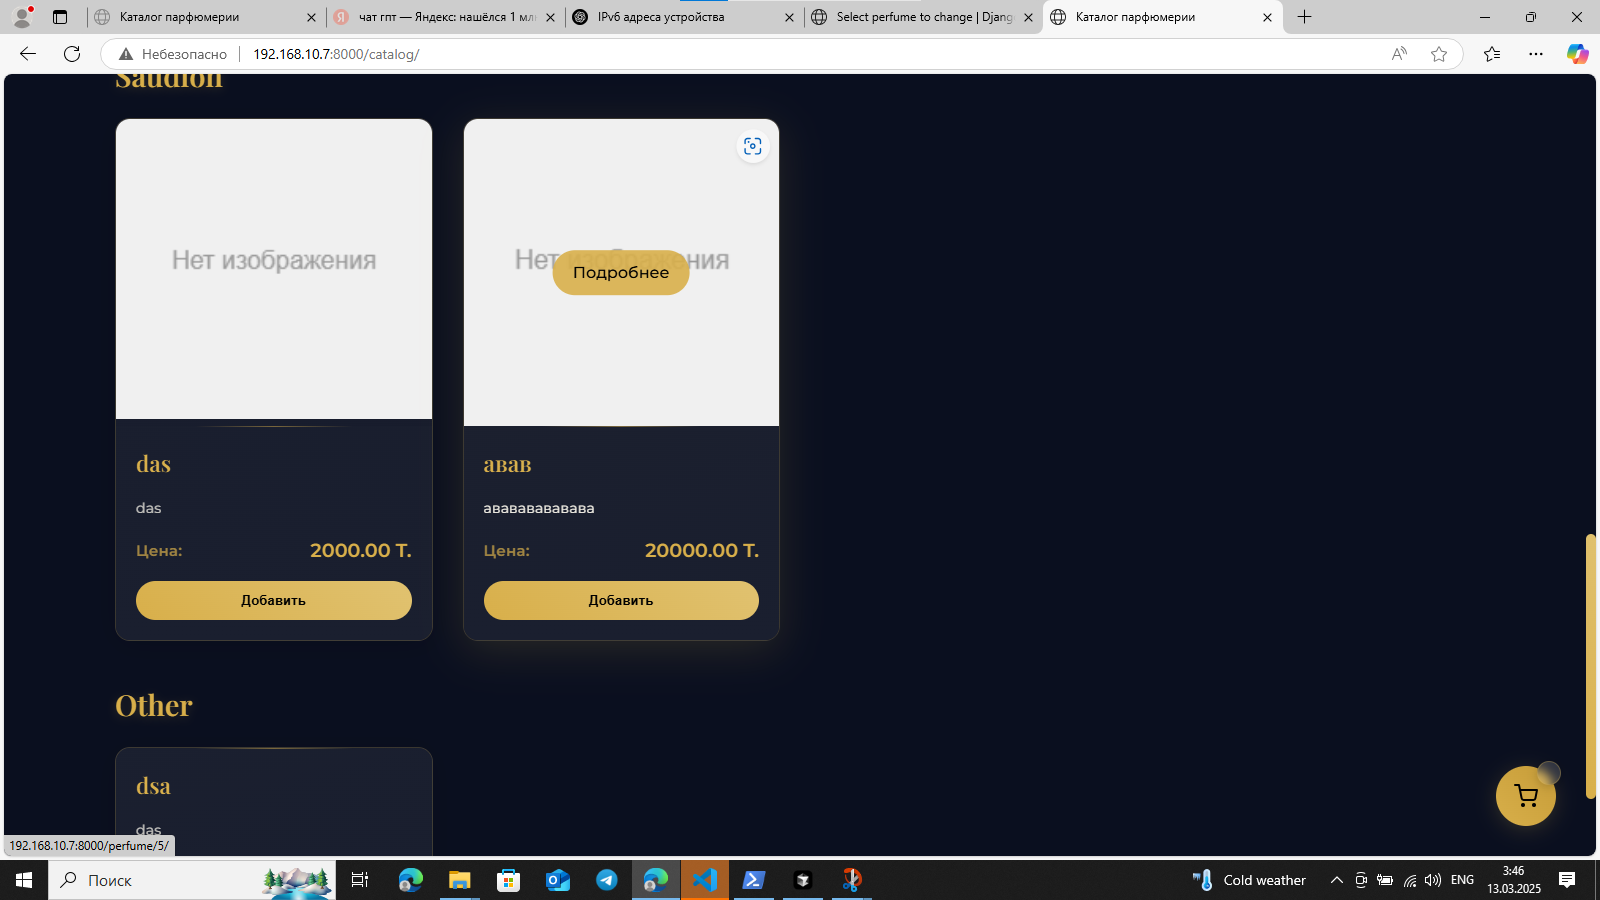 Каталог парфюмерии
чат гпт — Яндекс: нашёлся 1 мл
IPv6 адреса устройства
Select perfume to change | Djang
Каталог парфюмерии
Небезопасно
192.168.10.7:8000/catalog/
Saudion
Нет изображения
Нет изображения
Подробнее
das
das
Цена:
2000.00 Т.
Добавить
авав
авававававава
Цена:
20000.00 Т.
Добавить
Other
dsa
das
192.168.10.7:8000/perfume/5/
Поиск
Cold weather
ENG
3:46
13.03.2025